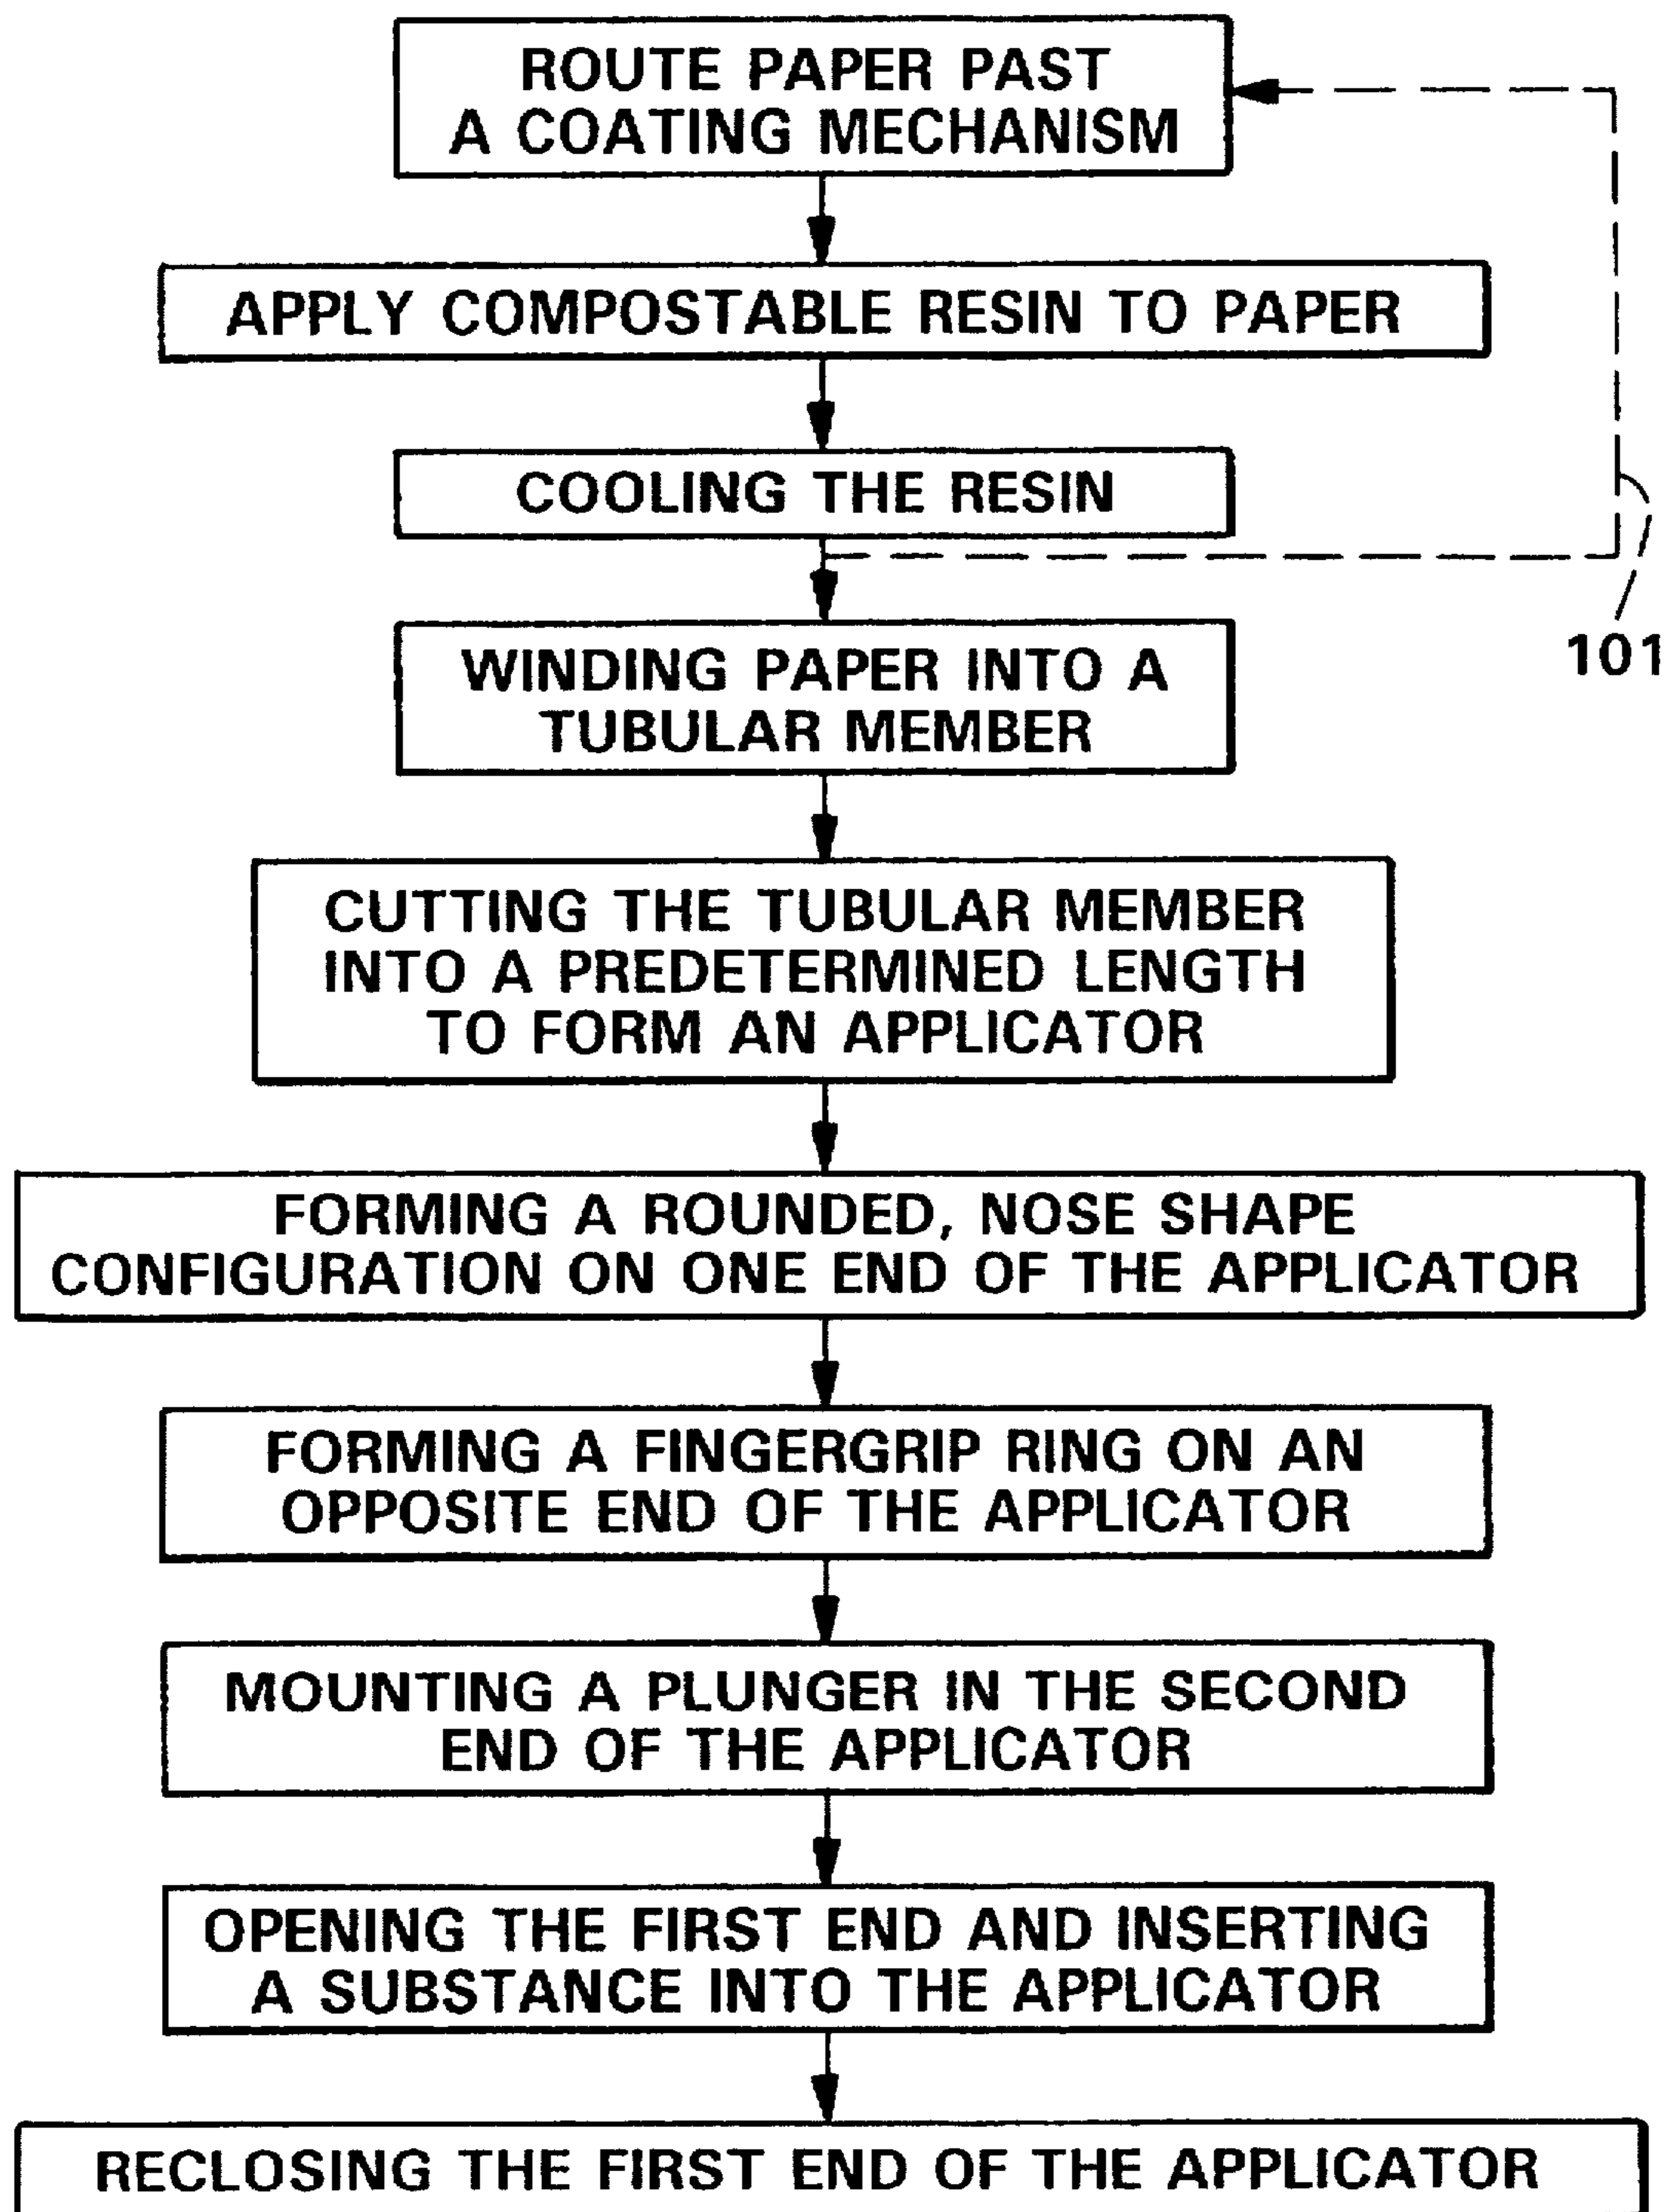 ROUTE PAPER PAST
A COATING MECHANISM
APPLY COMPOSTABLE RESIN TO PAPER
COOLING THE RESIN
101
WINDING PAPER INTO A
TUBULAR MEMBER
CUTTING THE TUBULAR MEMBER
INTO A PREDETERMINED LENGTH
TO FORM AN APPLICATOR
FORMING A ROUNDED, NOSE SHAPE
CONFIGURATION ON ONE END OF THE APPLICATOR
FORMING A FINGERGRIP RING ON AN
OPPOSITE END OF THE APPLICATOR
MOUNTING A PLUNGER IN THE SECOND
END OF THE APPLICATOR
OPENING THE FIRST END AND INSERTING
A SUBSTANCE INTO THE APPLICATOR
RECLOSING THE FIRST END OF THE APPLICATOR